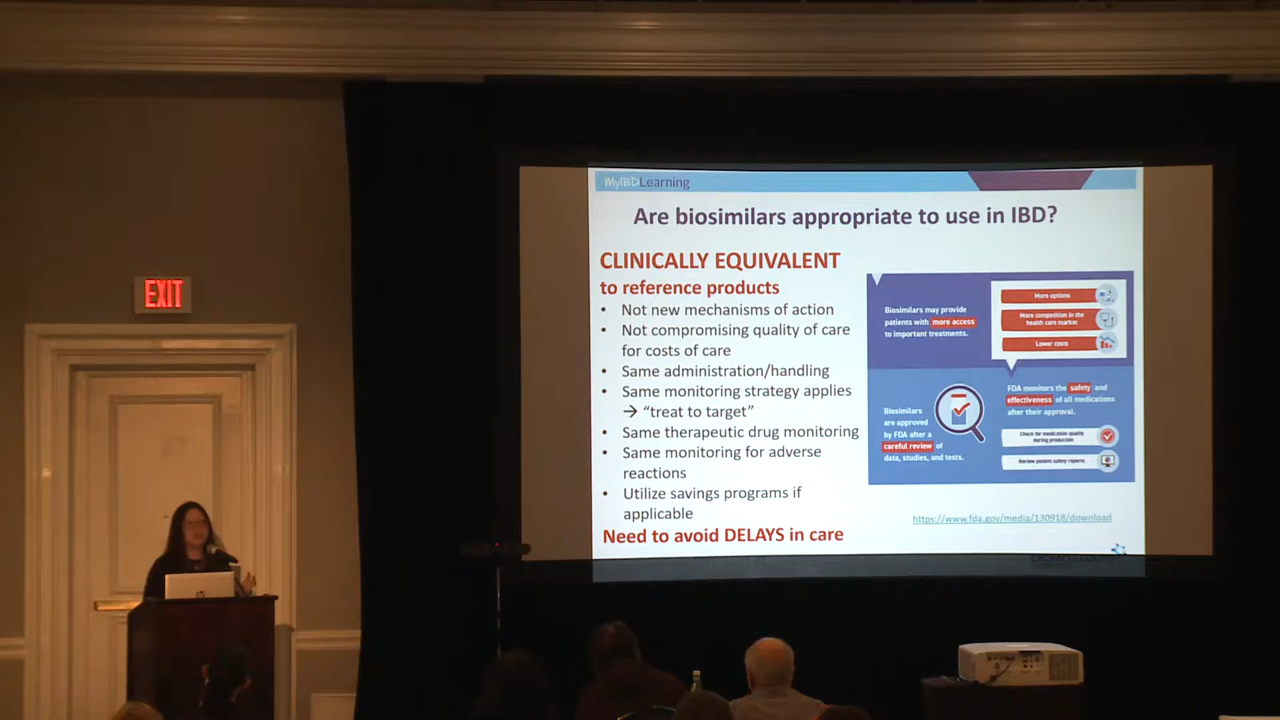 EXIT
MyIBDLearning
Are biosimilars appropriate to use in IBD?
CLINICALLY EQUIVALENT
to reference products
• Not new mechanisms of action
• Not compromising quality of care
for costs of care
• Same administration/handling
• Same monitoring strategy applies
→ “treat to target”
• Same therapeutic drug monitoring
• Same monitoring for adverse
reactions
• Utilize savings programs if
applicable
Need to avoid DELAYS in care
Biosimilars may provide
patients with more access
to important treatments.
More options
More competition in the
health care market
Lower costs
Biosimilars
are approved
by FDA after a
careful review of
data, studies, and tests.
FDA monitors the safety and
effectiveness of all medications
after their approval.
Check for medication quality
during production
Review patient safety reports
https://www.fda.gov/media/130918/download